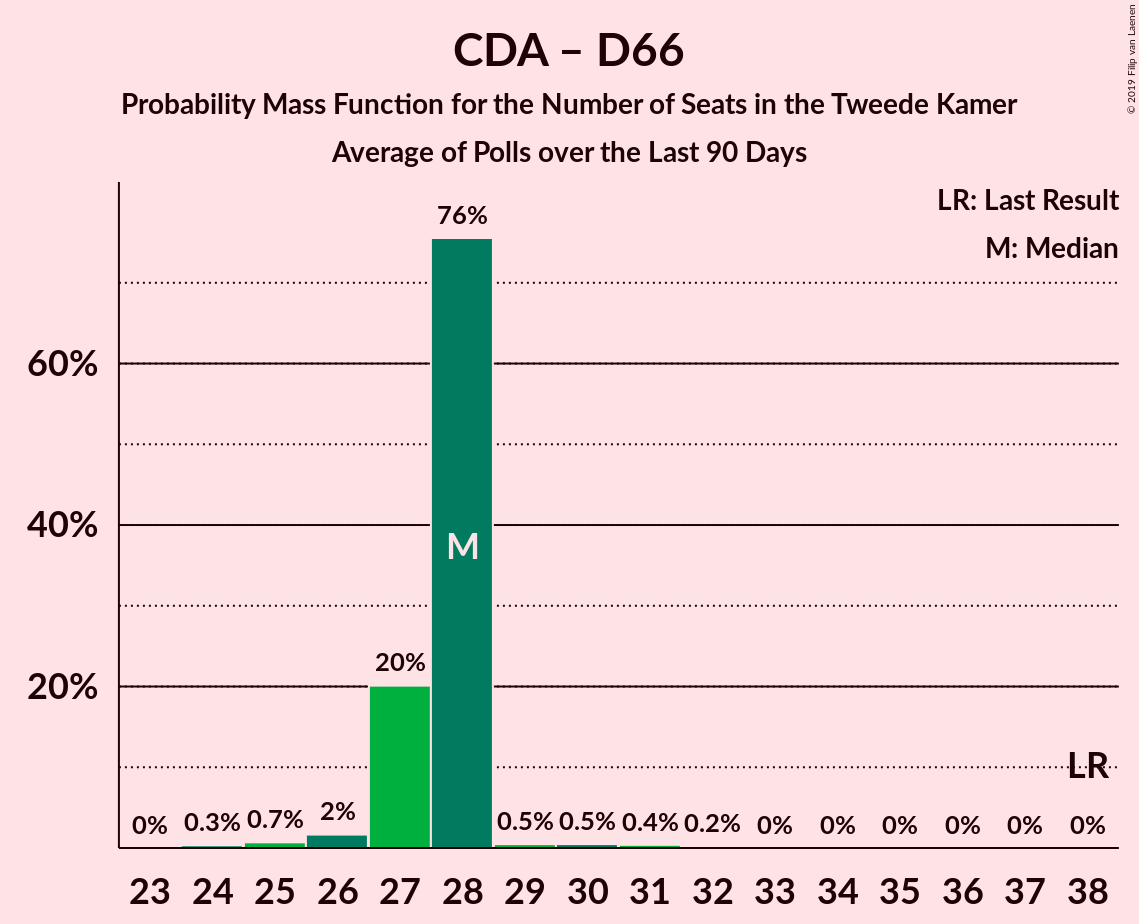 CDA – D66
Probability Mass Function for the Number of Seats in the Tweede Kamer
Average of Polls over the Last 90 Days
© 2019 Filip van Laenen
LR: Last Result
M: Median
60%
40%
20%
0% 0.3% 0.7% 2% 20% 76% 0.5% 0.5% 0.4% 0.2% 0% 0% 0% 0% 0% 0%
M
LR
23 24 25 26 27 28 29 30 31 32 33 34 35 36 37 38